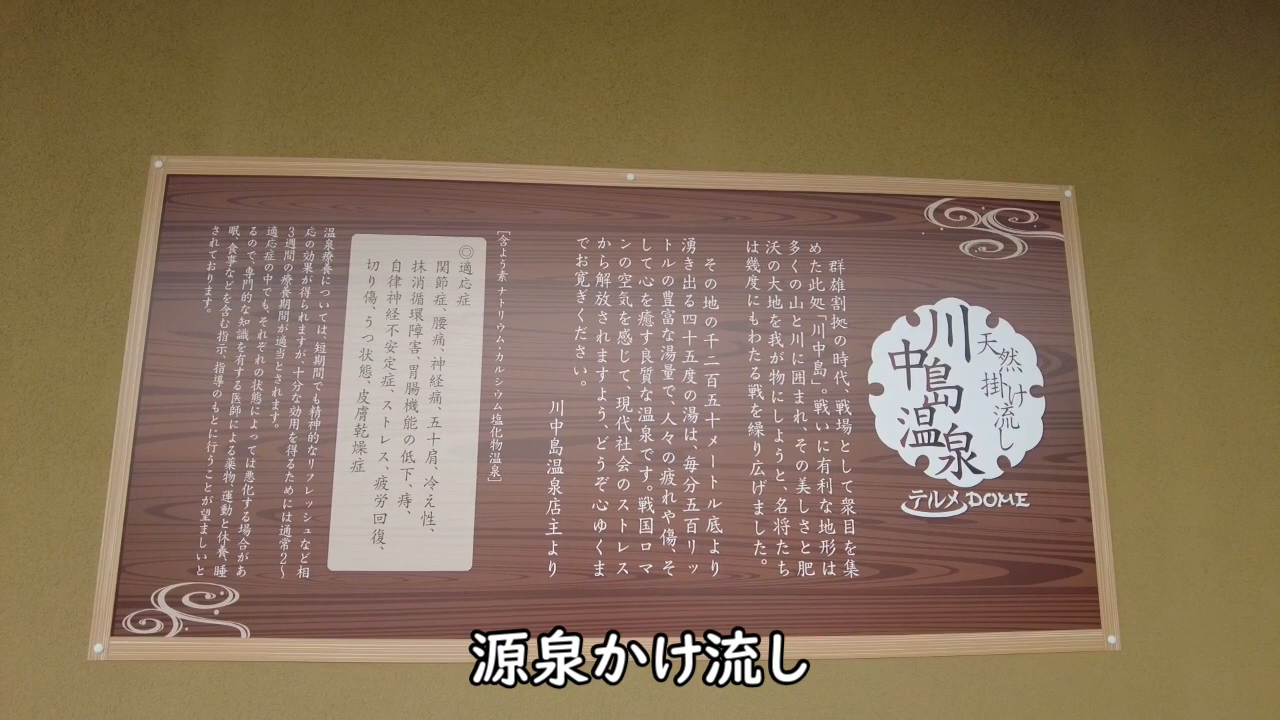 天然掛け流し
川中島温泉
テルメDOME
群雄割拠の時代、戦場として衆目を集
めた此処「川中島」。戦いに有利な地形は
多くの山と川に囲まれ、その美しさと肥
沃の大地を我が物にしようと、名将たち
は幾度にもわたる戦を繰り広げました。
その地の千二百五十メートル底より
湧き出る四十五度の湯は、毎分五百リッ
トルの豊富な湯量で、人々の疲れや傷、そ
して心を癒す良質な温泉です。戦国ロマ
ンの空気を感じて、現代社会のストレス
から解放されますよう、どうぞ心ゆくま
でお寛ぎください。
川中島温泉店主より
[含よう素 ナトリウム・カルシウム塩化物温泉]
◎適応症
関節症、腰痛、神経痛、五十肩、冷え性、
抹消循環障害、胃腸機能の低下、痔、
自律神経不安定症、ストレス、疲労回復、
切り傷、うつ状態、皮膚乾燥症
温泉療養については、短期間でも精神的なリフレッシュなど相
応の効果が得られますが、十分な効用を得るためには通常2〜
3週間の療養期間が適当とされます。
適応症の中でも、それぞれの状態によっては悪化する場合があ
るので、専門的な知識を有する医師による薬物、運動と休養、睡
眠、食事などを含む指示、指導のもとに行うことが望ましいと
されております。
源泉かけ流し